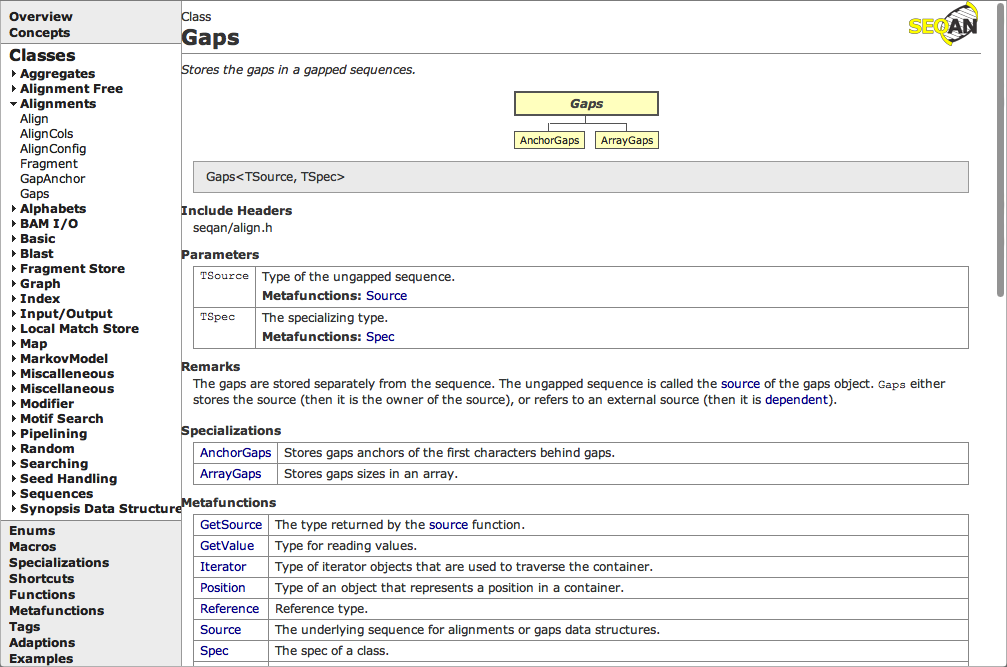 Overview
Concepts
Classes
Aggregates
Alignment Free
Alignments
Align
AlignCols
AlignConfig
Fragment
GapAnchor
Gaps
Alphabets
BAM I/O
Basic
Blast
Fragment Store
Graph
Index
Input/Output
Local Match Store
Map
MarkovModel
Miscalleneous
Miscellaneous
Modifier
Motif Search
Pipelining
Random
Searching
Seed Handling
Sequences
Synopsis Data Structure
Enums
Macros
Specializations
Shortcuts
Functions
Metafunctions
Tags
Adaptions
Examples
Class
Gaps
SEQAN
Stores the gaps in a gapped sequences.
Gaps
AnchorGaps ArrayGaps
Gaps<TSource, TSpec>
Include Headers
seqan/align.h
Parameters
TSource Type of the ungapped sequence.
Metafunctions: Source
TSpec The specializing type.
Metafunctions: Spec
Remarks
The gaps are stored separately from the sequence. The ungapped sequence is called the source of the gaps object. Gaps either
stores the source (then it is the owner of the source), or refers to an external source (then it is dependent).
Specializations
AnchorGaps Stores gaps anchors of the first characters behind gaps.
ArrayGaps Stores gaps sizes in an array.
Metafunctions
GetSource The type returned by the source function.
GetValue Type for reading values.
Iterator Type of iterator objects that are used to traverse the container.
Position Type of an object that represents a position in a container.
Reference Reference type.
Source The underlying sequence for alignments or gaps data structures.
Spec The spec of a class.